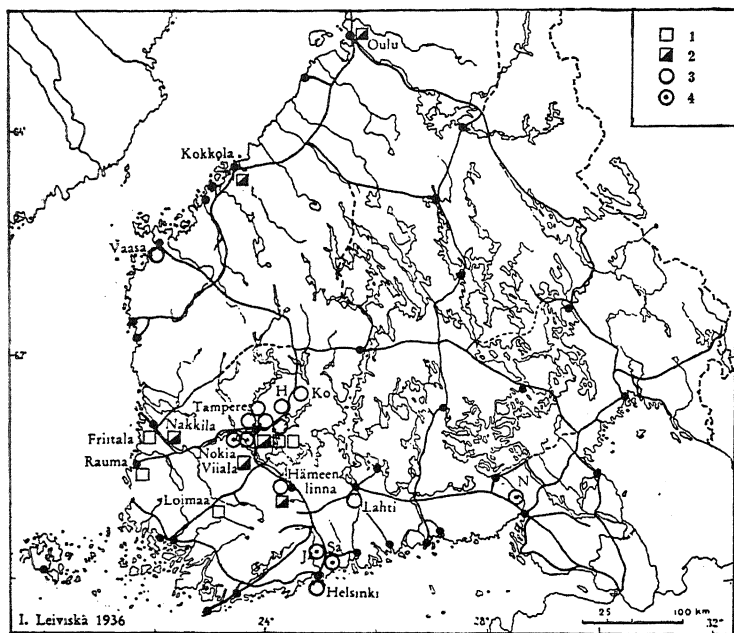 Oulu
1
2
3
4
64°
Kokkola
Vaasa
62°
H
Ko
Tampere
Friitala
Nakkila
Rauma
Nokia
Viiala
Hämeen
linna
Loimaa
Lahti
N
J
Sa
Helsinki
I. Leiviskä 1936
24°
28°
25 100 km
32°